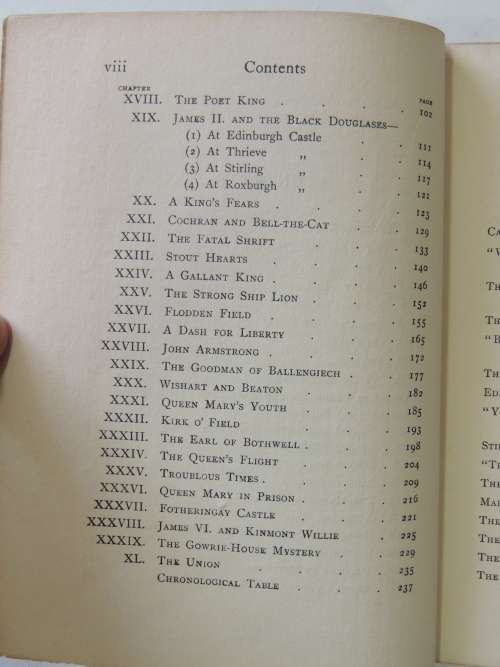 viii Contents
CHAPTER PAGE
XVIII. THE POET KING . . . . 102
XIX. JAMES II. AND THE BLACK DOUGLASES—
(1) At Edinburgh Castle . . 111
(2) At Thrieve „ . . 114
(3) At Stirling „ . . 117
(4) At Roxburgh „ . . 121
XX. A KING'S FEARS . . . . 123
XXI. COCHRAN AND BELL-THE-CAT . . 129
XXII. THE FATAL SHRIFT . . . 133
XXIII. STOUT HEARTS . . . . 140
XXIV. A GALLANT KING . . . . 146
XXV. THE STRONG SHIP LION . . . 152
XXVI. FLODDEN FIELD . . . . 155
XXVII. A DASH FOR LIBERTY . . . 165
XXVIII. JOHN ARMSTRONG . . . . 172
XXIX. THE GOODMAN OF BALLENGIECH . . 177
XXX. WISHART AND BEATON . . . 182
XXXI. QUEEN MARY'S YOUTH . . . 185
XXXII. KIRK O' FIELD . . . . 193
XXXIII. THE EARL OF BOTHWELL . . . 198
XXXIV. THE QUEEN'S FLIGHT . . . 204
XXXV. TROUBLOUS TIMES . . . . 209
XXXVI. QUEEN MARY IN PRISON . . . 216
XXXVII. FOTHERINGAY CASTLE . . . 221
XXXVIII. JAMES VI. AND KINMONT WILLIE . . 225
XXXIX. THE GOWRIE-HOUSE MYSTERY . . 229
XL. THE UNION . . . . 235
CHRONOLOGICAL TABLE . . . 237